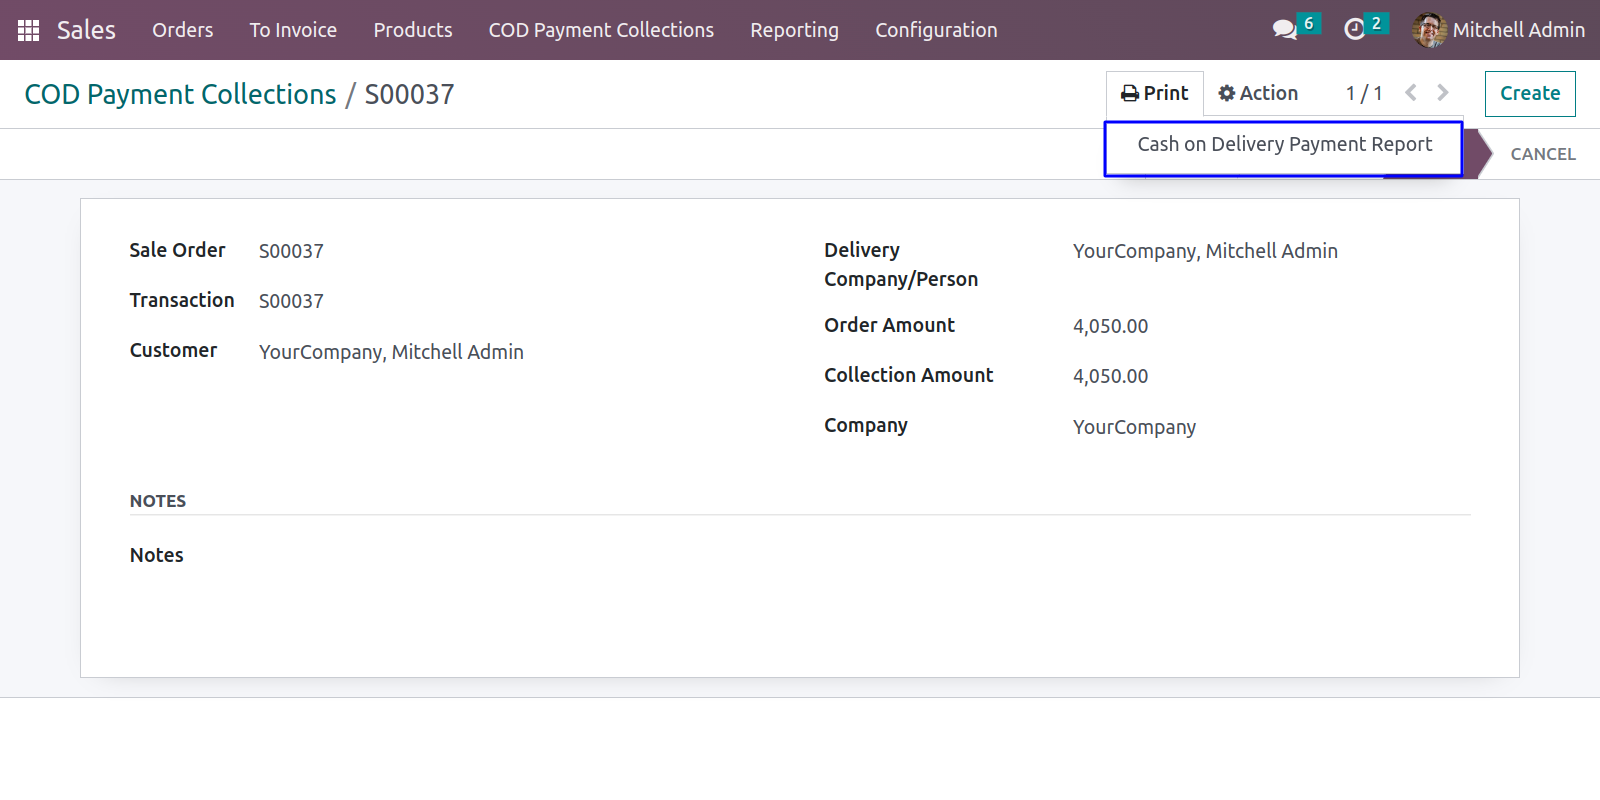 Sales Orders To Invoice Products COD Payment Collections Reporting Configuration 6 2 Mitchell Admin
COD Payment Collections / S00037 Print Action 1 / 1 Create
Cash on Delivery Payment Report CANCEL
Sale Order S00037
Transaction S00037
Customer YourCompany, Mitchell Admin
Delivery YourCompany, Mitchell Admin
Company/Person
Order Amount 4,050.00
Collection Amount 4,050.00
Company YourCompany
NOTES
Notes